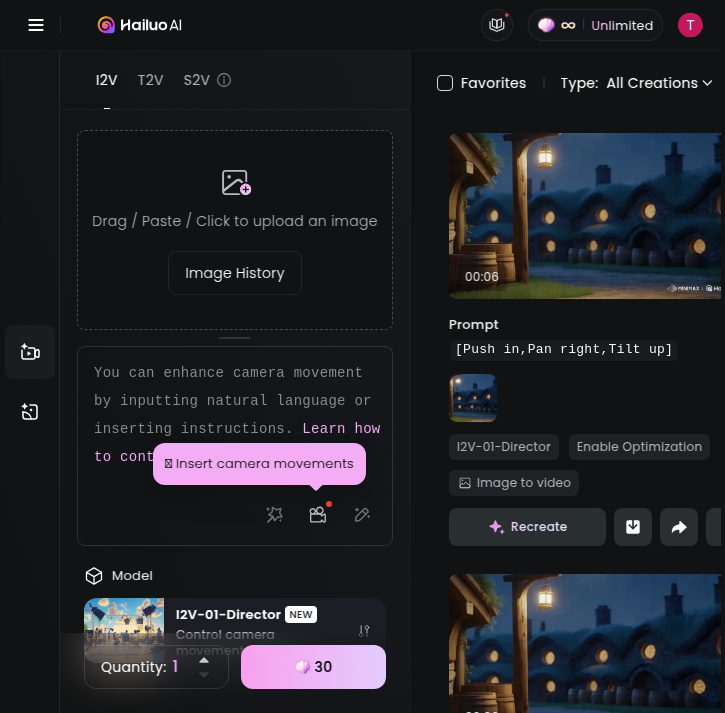 Hailuo AI
∞ Unlimited
T
I2V T2V S2V
Favorites
Type: All Creations
Drag / Paste / Click to upload an image
Image History
You can enhance camera movement
by inputting natural language or
inserting instructions. Learn how
to cont
Insert camera movements
Model
I2V-01-Director NEW
Control camera
movement
Quantity: 1
30
00:06
MINIMAX
Prompt
[Push in,Pan right,Tilt up]
I2V-01-Director
Enable Optimization
Image to video
Recreate